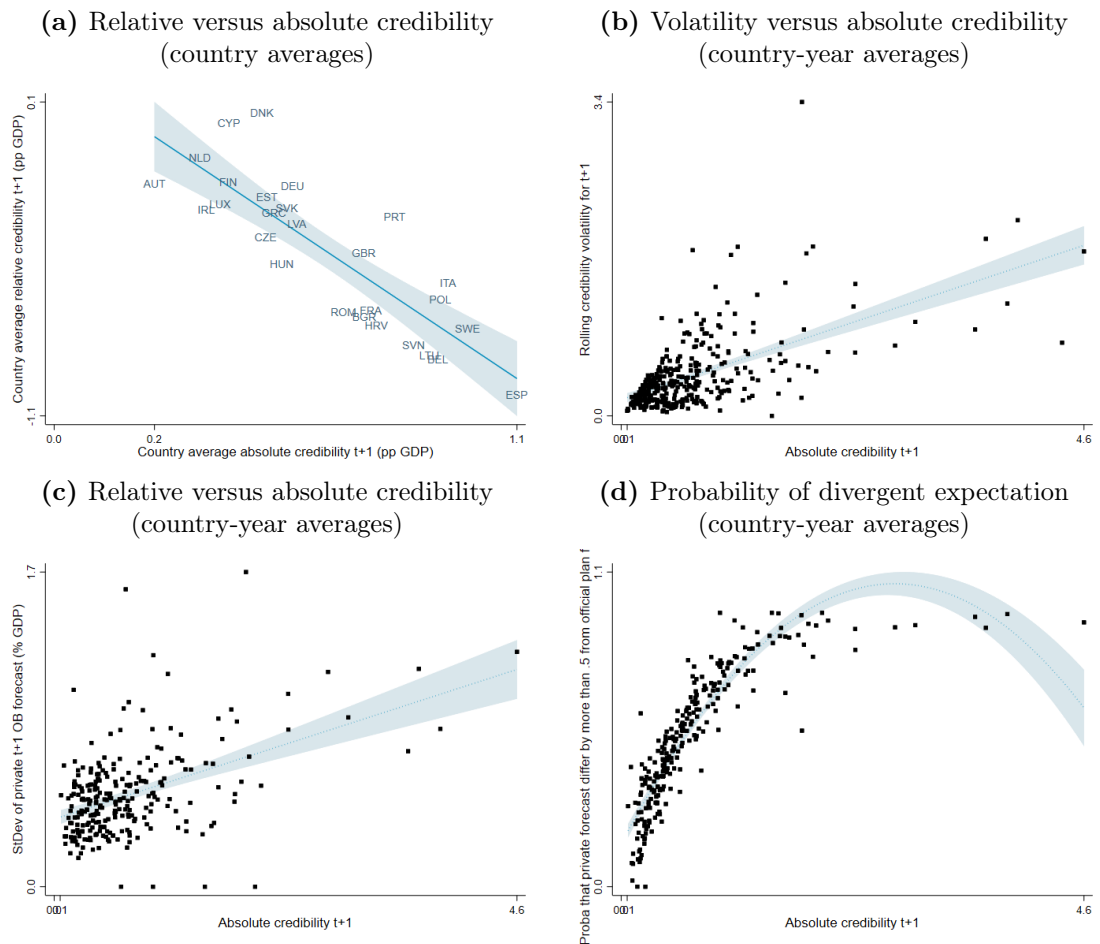 (a) Relative versus absolute credibility
(country averages)
Country average relative credibility t+1 (pp GDP)
0.1
-1.1
DNK
CYP
NLD
AUT
FIN
DEU
EST
LUX
IRL
SVK
GRC
LVA
PRT
CZE
GBR
HUN
ITA
POL
ROM
FRA
BGR
HRV
SWE
SVN
LTU
BEL
ESP
0.0
0.2
1.1
Country average absolute credibility t+1 (pp GDP)
(b) Volatility versus absolute credibility
(country-year averages)
Rolling credibility volatility for t+1
3.4
0.0
0.01
4.6
Absolute credibility t+1
(c) Relative versus absolute credibility
(country-year averages)
StDev of private t+1 OB forecast (% GDP)
1.7
0.0
0.01
4.6
Absolute credibility t+1
(d) Probability of divergent expectation
(country-year averages)
Proba that private forecast differ by more than .5 from official plan f
1.1
0.0
0.01
4.6
Absolute credibility t+1